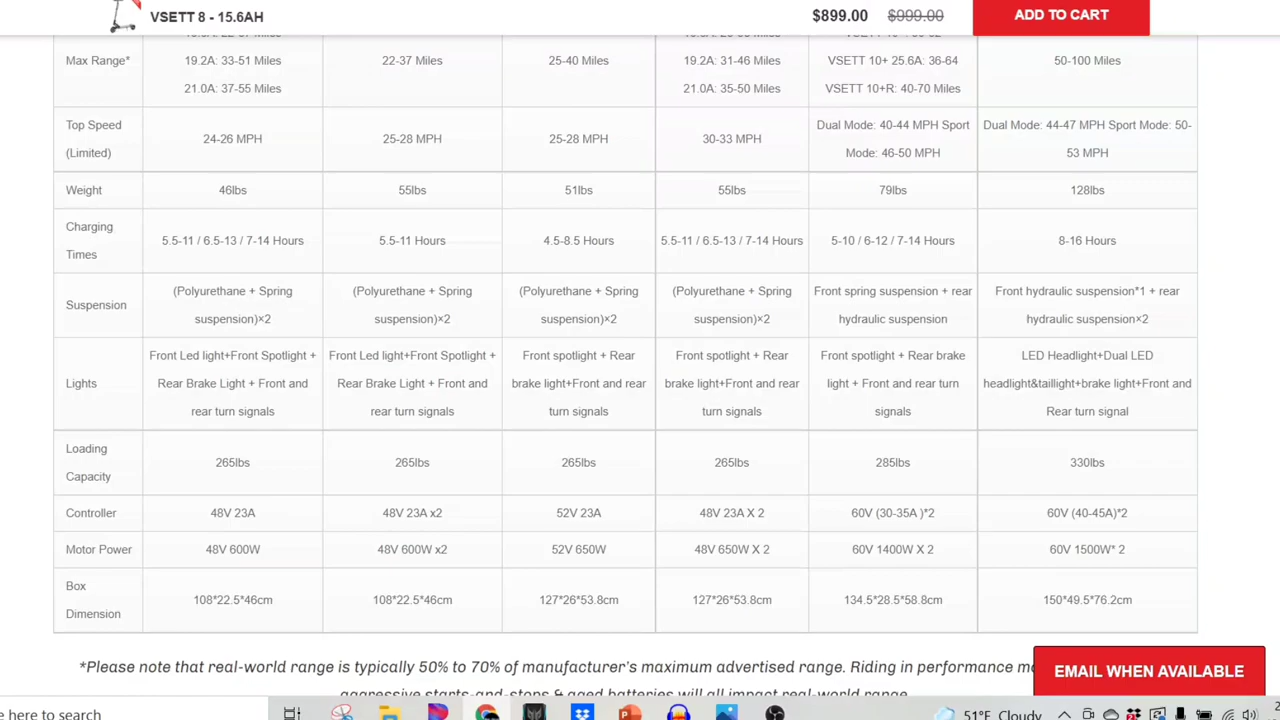 VSETT 8 - 15.6AH
$899.00 $999.00
ADD TO CART
Max Range*
19.2A: 33-51 Miles
21.0A: 37-55 Miles
22-37 Miles
25-40 Miles
19.2A: 31-46 Miles
21.0A: 35-50 Miles
VSETT 10+ 25.6A: 36-64
VSETT 10+R: 40-70 Miles
50-100 Miles
Top Speed
(Limited)
24-26 MPH
25-28 MPH
25-28 MPH
30-33 MPH
Dual Mode: 40-44 MPH Sport
Mode: 46-50 MPH
Dual Mode: 44-47 MPH Sport Mode: 50-
53 MPH
Weight
46lbs
55lbs
51lbs
55lbs
79lbs
128lbs
Charging
Times
5.5-11 / 6.5-13 / 7-14 Hours
5.5-11 Hours
4.5-8.5 Hours
5.5-11 / 6.5-13 / 7-14 Hours
5-10 / 6-12 / 7-14 Hours
8-16 Hours
Suspension
(Polyurethane + Spring
suspension)×2
(Polyurethane + Spring
suspension)×2
(Polyurethane + Spring
suspension)×2
(Polyurethane + Spring
suspension)×2
Front spring suspension + rear
hydraulic suspension
Front hydraulic suspension*1 + rear
hydraulic suspension×2
Lights
Front Led light+Front Spotlight +
Rear Brake Light + Front and
rear turn signals
Front Led light+Front Spotlight +
Rear Brake Light + Front and
rear turn signals
Front spotlight + Rear
brake light+Front and rear
turn signals
Front spotlight + Rear
brake light+Front and rear
turn signals
Front spotlight + Rear brake
light + Front and rear turn
signals
LED Headlight+Dual LED
headlight&taillight+brake light+Front and
Rear turn signal
Loading
Capacity
265lbs
265lbs
265lbs
265lbs
285lbs
330lbs
Controller
48V 23A
48V 23A x2
52V 23A
48V 23A X 2
60V (30-35A )*2
60V (40-45A)*2
Motor Power
48V 600W
48V 600W x2
52V 650W
48V 650W X 2
60V 1400W X 2
60V 1500W* 2
Box
Dimension
108*22.5*46cm
108*22.5*46cm
127*26*53.8cm
127*26*53.8cm
134.5*28.5*58.8cm
150*49.5*76.2cm
*Please note that real-world range is typically 50% to 70% of manufacturer's maximum advertised range. Riding in performance
aggressive starts-and-stops & aged batteries will all impact real-world range
EMAIL WHEN AVAILABLE
here to search
51°F Cloudy